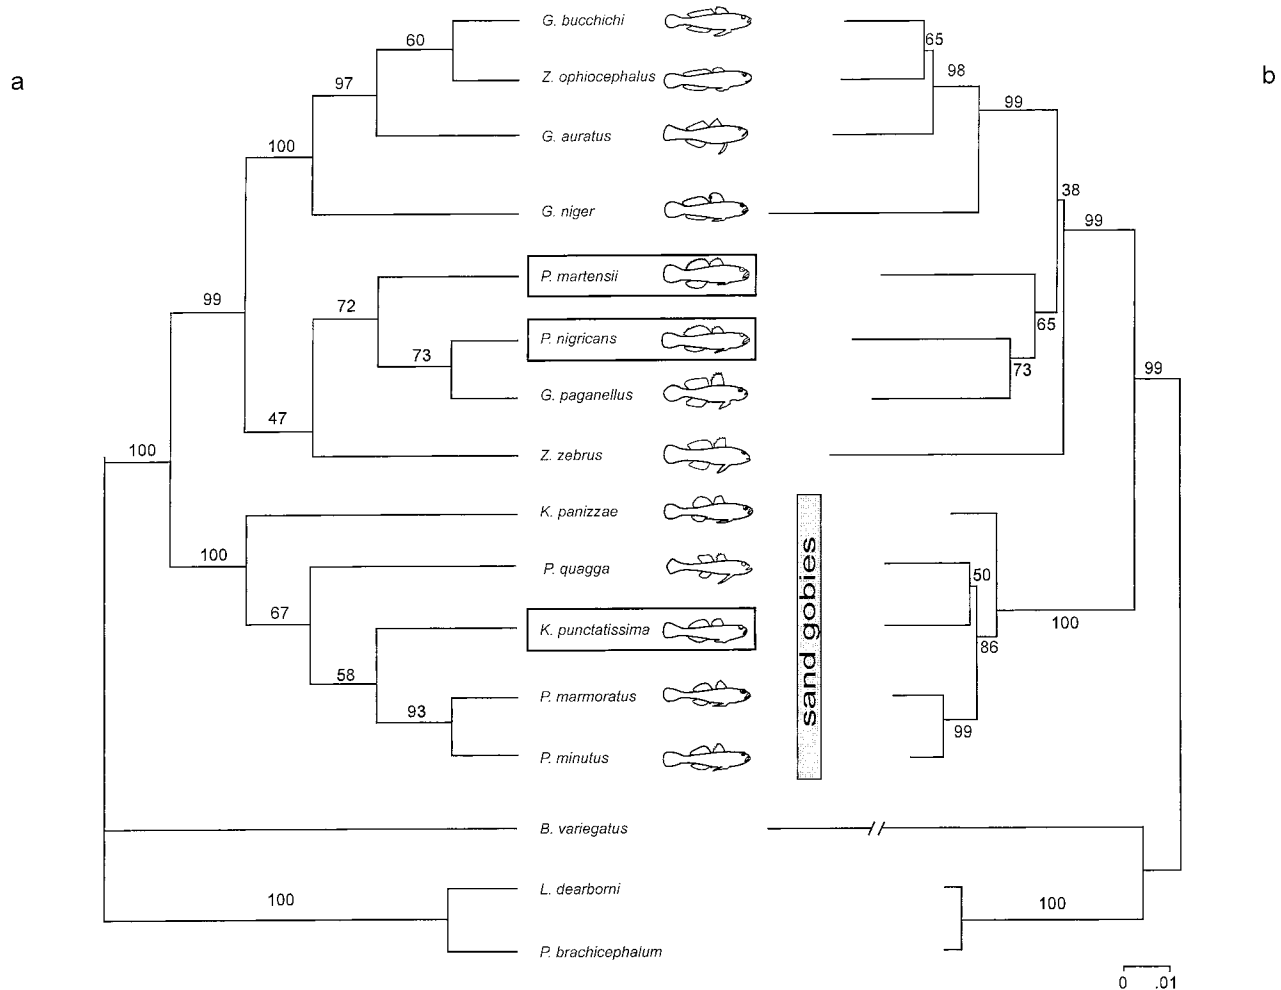 G. bucchichi
60
65
a
Z. ophiocephalus
98
b
97
99
G. auratus
100
38
G. niger
99
P. martensii
99
72
65
P. nigricans
73
73
99
G. paganellus
47
Z. zebrus
100
K. panizzae
100
P. quagga
50
67
K. punctatissima
100
86
sand gobies
58
P. marmoratus
93
99
P. minutus
B. variegatus
L. dearborni
100
100
P. brachicephalum
0 .01